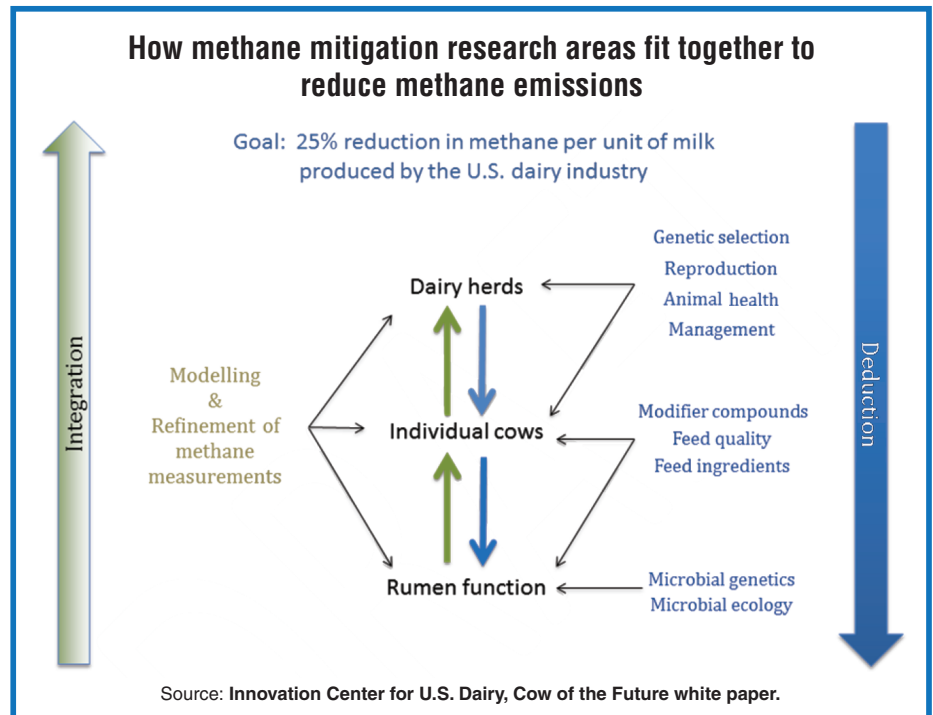 How methane mitigation research areas fit together to
reduce methane emissions
Goal: 25% reduction in methane per unit of milk
produced by the U.S. dairy industry
Integration
Modelling
&
Refinement of
methane
measurements
Dairy herds
Individual cows
Rumen function
Genetic selection
Reproduction
Animal health
Management
Modifier compounds
Feed quality
Feed ingredients
Microbial genetics
Microbial ecology
Deduction
Source: Innovation Center for U.S. Dairy, Cow of the Future white paper.